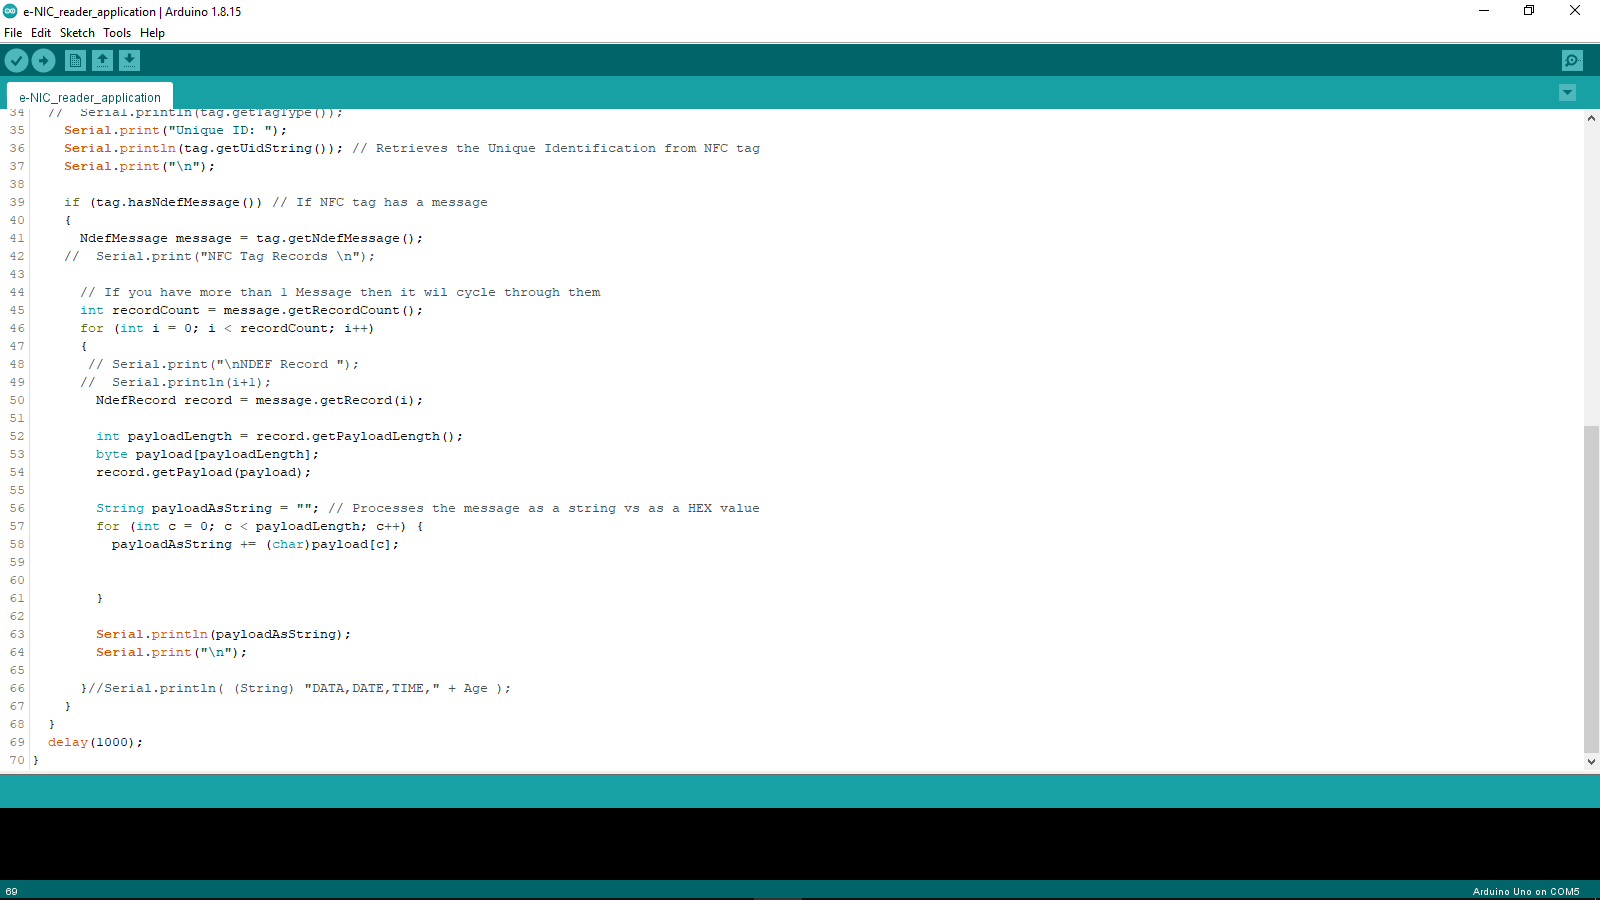 e-NIC_reader_application | Arduino 1.8.15
File Edit Sketch Tools Help
e-NIC_reader_application
34 //  Serial.println(tag.getTagType());
35 Serial.print("Unique ID: ");
36 Serial.println(tag.getUidString()); // Retrieves the Unique Identification from NFC tag
37 Serial.print("\n");
38
39 if (tag.hasNdefMessage()) // If NFC tag has a message
40 {
41 NdefMessage message = tag.getNdefMessage();
42 //  Serial.print("NFC Tag Records \n");
43
44 // If you have more than 1 Message then it wil cycle through them
45 int recordCount = message.getRecordCount();
46 for (int i = 0; i < recordCount; i++)
47 {
48 // Serial.print("\nNDEF Record ");
49 //  Serial.println(i+1);
50 NdefRecord record = message.getRecord(i);
51
52 int payloadLength = record.getPayloadLength();
53 byte payload[payloadLength];
54 record.getPayload(payload);
55
56 String payloadAsString = ""; // Processes the message as a string vs as a HEX value
57 for (int c = 0; c < payloadLength; c++) {
58 payloadAsString += (char)payload[c];
59
60
61 }
62
63 Serial.println(payloadAsString);
64 Serial.print("\n");
65
66 }//Serial.println( (String) "DATA,DATE,TIME," + Age );
67 }
68 }
69 delay(1000);
70 }
69
Arduino Uno on COM5